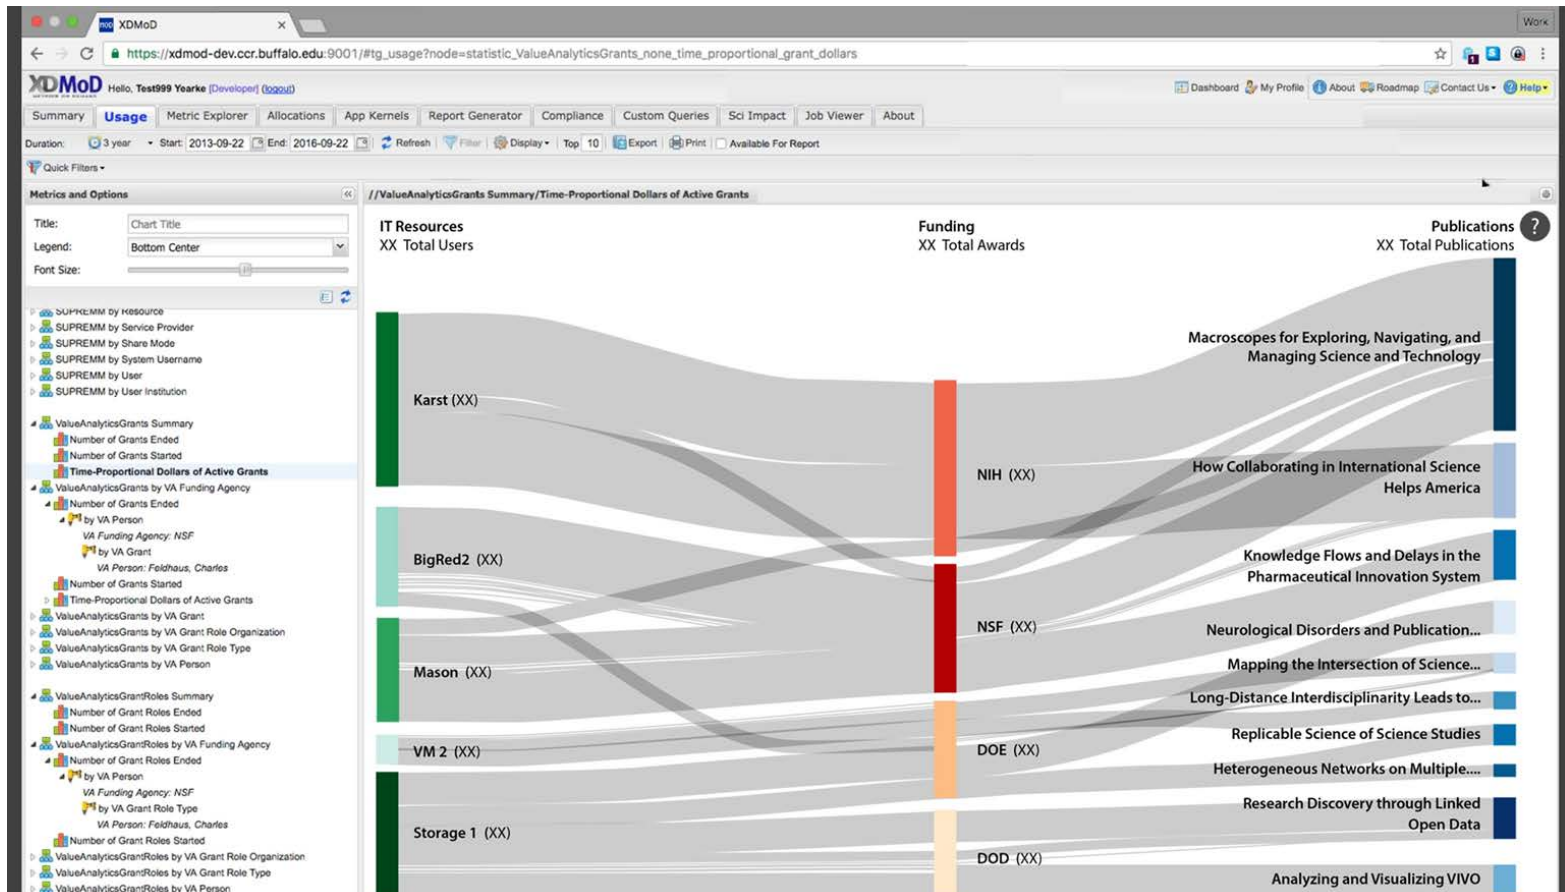 XDMoD
Work
https://xdmod-dev.ccr.buffalo.edu:9001/#tg_usage?node=statistic_ValueAnalyticsGrants_none_time_proportional_grant_dollars
XDMoD Hello, Test999 Yearke [Developer] (logout)
Dashboard My Profile About Roadmap Contact Us Help
Summary Usage Metric Explorer Allocations App Kernels Report Generator Compliance Custom Queries Sci Impact Job Viewer About
Duration: 3 year Start: 2013-09-22 End: 2016-09-22 Refresh Filter Display Top 10 Export Print Available For Report
Quick Filters
Metrics and Options
Title: Chart Title
Legend: Bottom Center
Font Size:
SUPREMM by Resource
SUPREMM by Service Provider
SUPREMM by Share Mode
SUPREMM by System Username
SUPREMM by User
SUPREMM by User Institution
ValueAnalyticsGrants Summary
Number of Grants Ended
Number of Grants Started
Time-Proportional Dollars of Active Grants
ValueAnalyticsGrants by VA Funding Agency
Number of Grants Ended
by VA Person
VA Funding Agency: NSF
by VA Grant
VA Person: Feldhaus, Charles
Number of Grants Started
Time-Proportional Dollars of Active Grants
ValueAnalyticsGrants by VA Grant
ValueAnalyticsGrants by VA Grant Role Organization
ValueAnalyticsGrants by VA Grant Role Type
ValueAnalyticsGrants by VA Person
ValueAnalyticsGrantRoles Summary
Number of Grant Roles Ended
Number of Grant Roles Started
ValueAnalyticsGrantRoles by VA Funding Agency
Number of Grant Roles Ended
by VA Person
VA Funding Agency: NSF
by VA Grant Role Type
VA Person: Feldhaus, Charles
Number of Grant Roles Started
ValueAnalyticsGrantRoles by VA Grant Role Organization
ValueAnalyticsGrantRoles by VA Grant Role Type
ValueAnalyticsGrantRoles by VA Person
//ValueAnalyticsGrants Summary/Time-Proportional Dollars of Active Grants
IT Resources
XX Total Users
Funding
XX Total Awards
Publications
XX Total Publications
?
Karst (XX)
BigRed2 (XX)
Mason (XX)
VM 2 (XX)
Storage 1 (XX)
NIH (XX)
NSF (XX)
DOE (XX)
DOD (XX)
Macroscopes for Exploring, Navigating, and
Managing Science and Technology
How Collaborating in International Science
Helps America
Knowledge Flows and Delays in the
Pharmaceutical Innovation System
Neurological Disorders and Publication...
Mapping the Intersection of Science...
Long-Distance Interdisciplinarity Leads to...
Replicable Science of Science Studies
Heterogeneous Networks on Multiple....
Research Discovery through Linked
Open Data
Analyzing and Visualizing VIVO